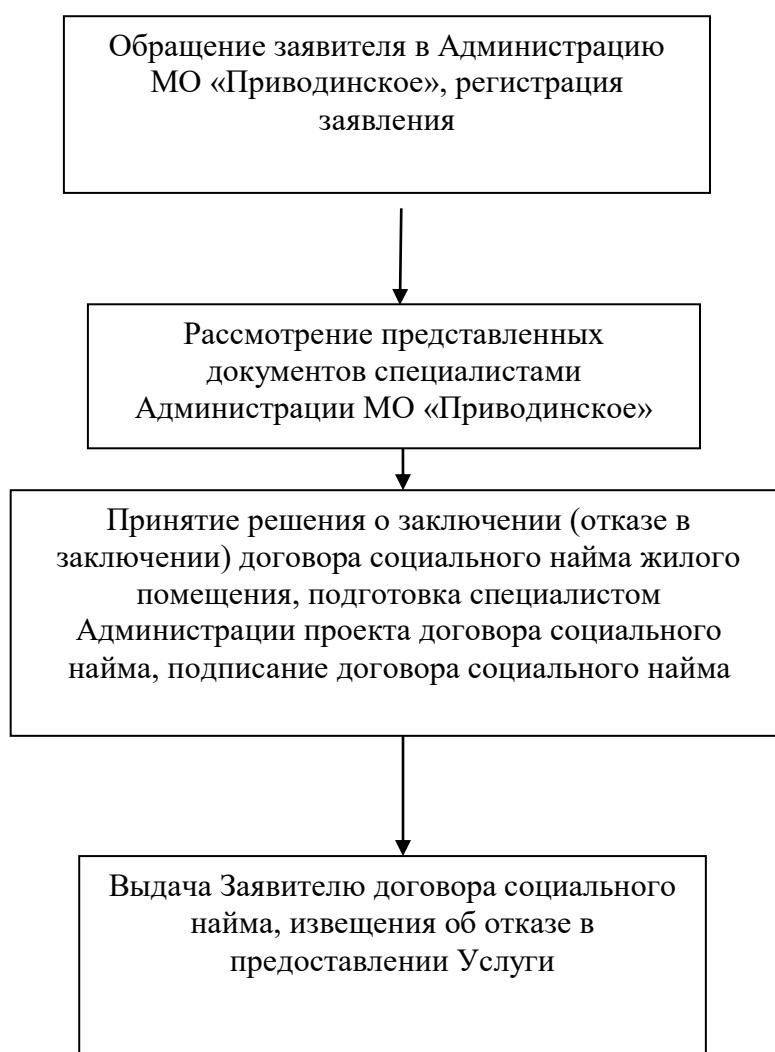 Обращение заявителя в Администрацию
МО «Приводинское», регистрация
заявления
Рассмотрение представленных
документов специалистами
Администрации МО «Приводинское»
Принятие решения о заключении (отказе в
заключении) договора социального найма жилого
помещения, подготовка специалистом
Администрации проекта договора социального
найма, подписание договора социального найма
Выдача Заявителю договора социального
найма, извещения об отказе в
предоставлении Услуги